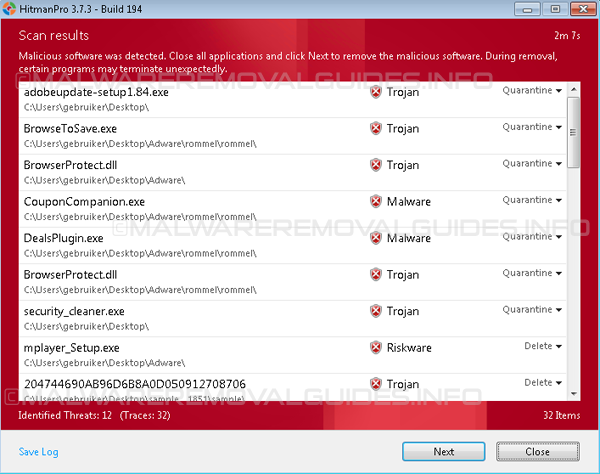 HitmanPro 3.7.3 - Build 194
Scan results 2m 7s
Malicious software was detected. Close all applications and click Next to remove the malicious software. During removal,
certain programs may terminate unexpectedly.
©MALWAREREMOVALGUIDES.INFO
adobeupdate-setup1.84.exe Trojan Quarantine
C:\Users\gebruiker\Desktop\
BrowseToSave.exe Trojan Quarantine
C:\Users\gebruiker\Desktop\Adware\rommel\rommel\
BrowserProtect.dll Trojan Quarantine
C:\Users\gebruiker\Desktop\Adware\
CouponCompanion.exe Malware Quarantine
C:\Users\gebruiker\Desktop\Adware\rommel\rommel\
©MALWAREREMOVALGUIDES.INFO
DealsPlugin.exe Malware Quarantine
C:\Users\gebruiker\Desktop\Adware\rommel\rommel\
BrowserProtect.dll Trojan Quarantine
C:\Users\gebruiker\Desktop\Adware\rommel\rommel\
security_cleaner.exe Trojan Quarantine
C:\Users\gebruiker\Desktop\
mplayer_Setup.exe Riskware Delete
C:\Users\gebruiker\Desktop\Adware\
204744690AB96D6B8A0D050912708706 Trojan Delete
C:\Users\gebruiker\Desktop\sample_1851\sample\
©MALWAREREMOVALGUIDES.INFO
Identified Threats: 12 (Traces: 32) 32 Items
Save Log Next Close